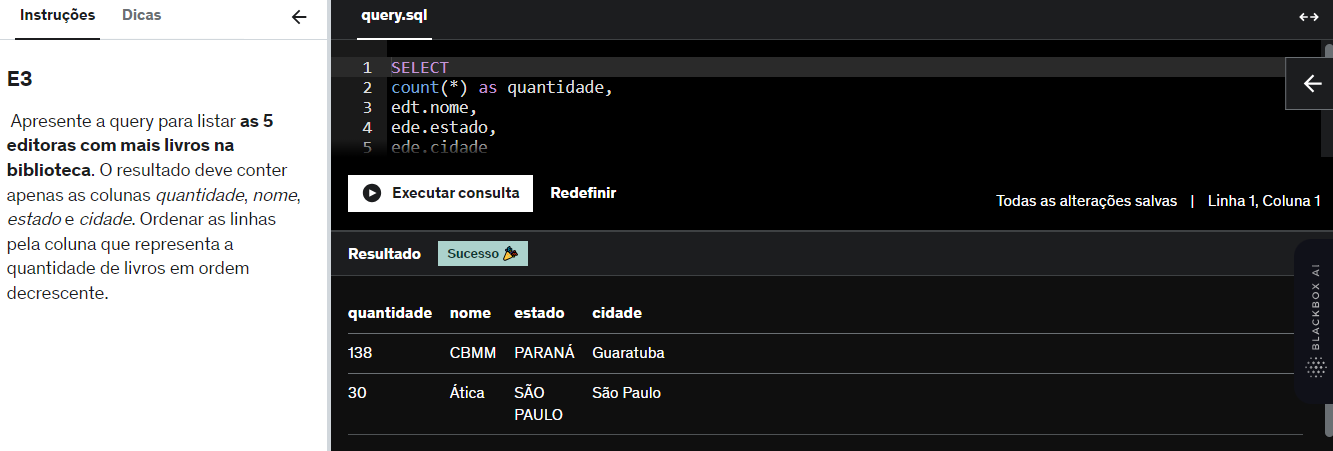 Instruções Dicas
E3
Apresente a query para listar as 5
editoras com mais livros na
biblioteca. O resultado deve conter
apenas as colunas quantidade, nome,
estado e cidade. Ordenar as linhas
pela coluna que representa a
quantidade de livros em ordem
decrescente.
query.sql
1 SELECT
2 count(*) as quantidade,
3 edt.nome,
4 ede.estado,
5 ede.cidade
Executar consulta Redefinir
Todas as alterações salvas | Linha 1, Coluna 1
Resultado Sucesso
quantidade nome estado cidade
138 CBMM PARANÁ Guaratuba
30 Ática SÃO PAULO São Paulo
BLACKBOX AI